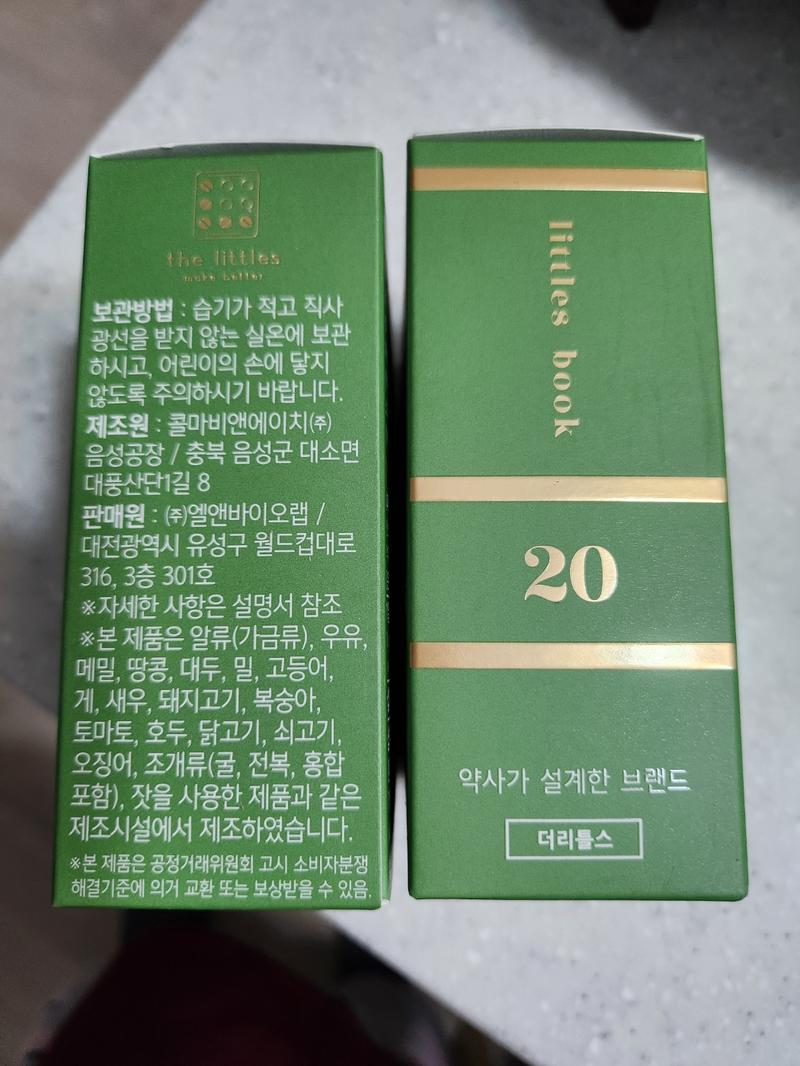 the littles
make better
보관방법 : 습기가 적고 직사
광선을 받지 않는 실온에 보관
하시고, 어린이의 손에 닿지
않도록 주의하시기 바랍니다.
제조원 : 콜마비앤에이치㈜
음성공장 / 충북 음성군 대소면
대풍산단1길 8
판매원 : ㈜엘앤바이오랩 /
대전광역시 유성구 월드컵대로
316, 3층 301호
※자세한 사항은 설명서 참조
※본 제품은 알류(가금류), 우유,
메밀, 땅콩, 대두, 밀, 고등어,
게, 새우, 돼지고기, 복숭아,
토마토, 호두, 닭고기, 쇠고기,
오징어, 조개류(굴, 전복, 홍합
포함), 잣을 사용한 제품과 같은
제조시설에서 제조하였습니다.
※본 제품은 공정거래위원회 고시 소비자분쟁
해결기준에 의거 교환 또는 보상받을 수 있음.
littles book
20
약사가 설계한 브랜드
더리틀스